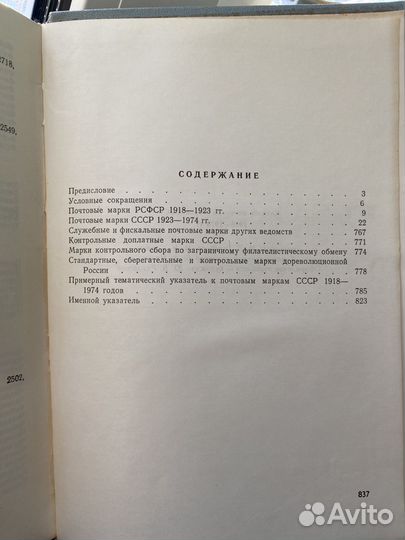 2718.
2549.
2502.
СОДЕРЖАНИЕ
Предисловие . . . . . . . . . . . 3
Условные сокращения . . . . . . . . . . 6
Почтовые марки РСФСР 1918—1923 гг. . . . . . . 9
Почтовые марки СССР 1923—1974 гг. . . . . . . 22
Служебные и фискальные почтовые марки других ведомств . . 767
Контрольные доплатные марки СССР . . . . . . 771
Марки контрольного сбора по заграничному филателистическому обмену 774
Стандартные, сберегательные и контрольные марки дореволюционной
России . . . . . . . . . . . 778
Примерный тематический указатель к почтовым маркам СССР 1918—
1974 годов . . . . . . . . . . 785
Именной указатель . . . . . . . . . . 823
837
Avito